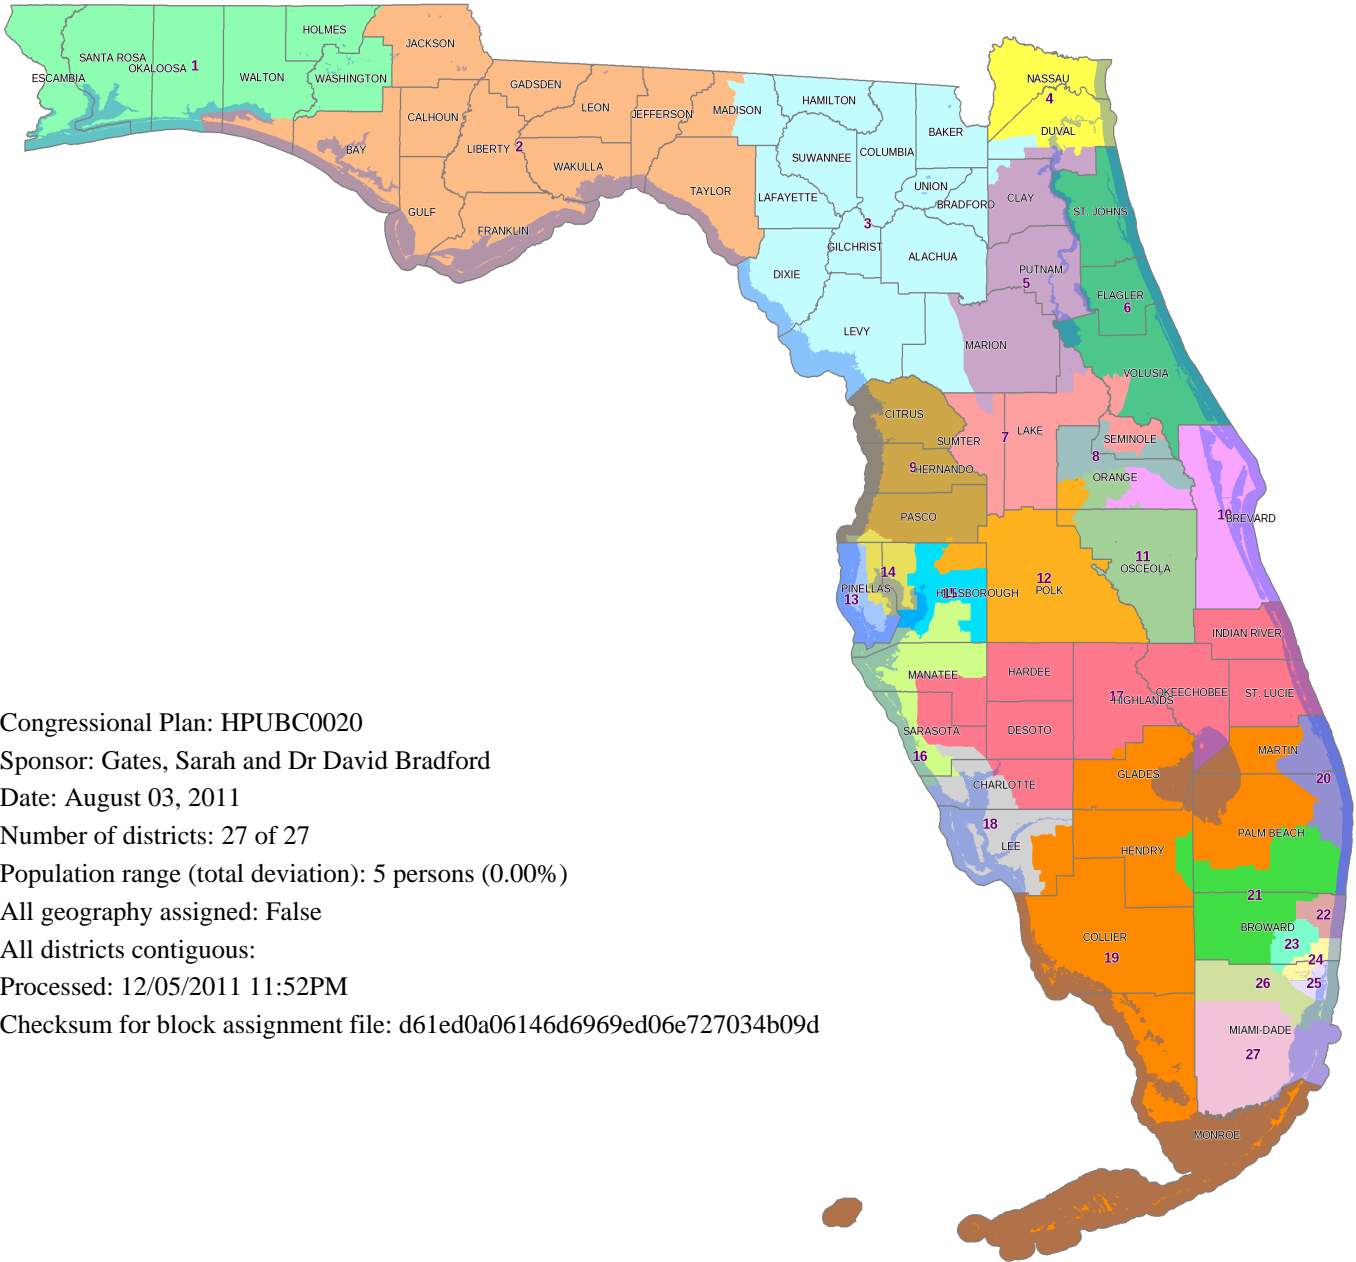 HOLMES
JACKSON
SANTA ROSA
OKALOOSA 1
ESCAMBIA
WALTON
WASHINGTON
GADSDEN
LEON
JEFFERSON
MADISON
HAMILTON
NASSAU
4
DUVAL
CALHOUN
LIBERTY 2
BAY
WAKULLA
BAKER
SUWANNEE
COLUMBIA
TAYLOR
LAFAYETTE
UNION
BRADFORD
CLAY
ST. JOHNS
GULF
FRANKLIN
3
GILCHRIST
ALACHUA
DIXIE
PUTNAM
5
FLAGLER
6
LEVY
MARION
VOLUSIA
CITRUS
SUMTER
7
LAKE
SEMINOLE
8
9
HERNANDO
ORANGE
PASCO
10
BREVARD
11
OSCEOLA
14
PINELLAS
13
15
HILLSBOROUGH
12
POLK
INDIAN RIVER
MANATEE
HARDEE
17
HIGHLANDS
OKEECHOBEE
ST. LUCIE
SARASOTA
DESOTO
16
MARTIN
GLADES
20
CHARLOTTE
18
LEE
PALM BEACH
HENDRY
21
22
BROWARD
23
COLLIER
19
24
26
25
MIAMI-DADE
27
MONROE
Congressional Plan: HPUBC0020
Sponsor: Gates, Sarah and Dr David Bradford
Date: August 03, 2011
Number of districts: 27 of 27
Population range (total deviation): 5 persons (0.00%)
All geography assigned: False
All districts contiguous:
Processed: 12/05/2011 11:52PM
Checksum for block assignment file: d61ed0a06146d6969ed06e727034b09d